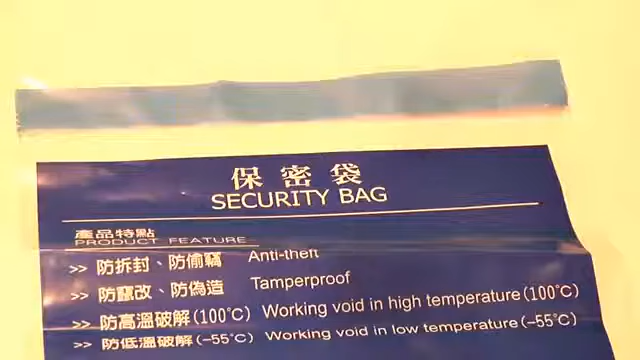 保密袋
SECURITY BAG
產品特點
PRODUCT FEATURE
>> 防拆封、防偷竊 Anti-theft
>> 防竄改、防偽造 Tamperproof
>> 防高溫破解(100°C) Working void in high temperature(100°C)
>> 防低溫破解(-55°C) Working void in low temperature(-55°C)